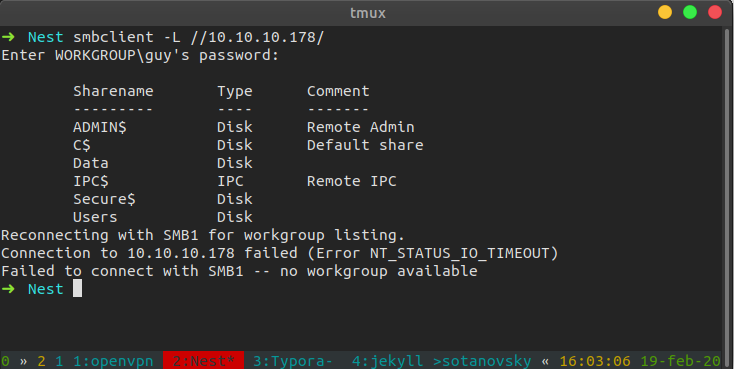 tmux
➜ Nest smbclient -L //10.10.10.178/
Enter WORKGROUP\guy's password:
Sharename Type Comment
--------- ---- -------
ADMIN$ Disk Remote Admin
C$ Disk Default share
Data Disk
IPC$ IPC Remote IPC
Secure$ Disk
Users Disk
Reconnecting with SMB1 for workgroup listing.
Connection to 10.10.10.178 failed (Error NT_STATUS_IO_TIMEOUT)
Failed to connect with SMB1 -- no workgroup available
➜ Nest
0 » 2 1 1:openvpn 2:Nest* 3:Typora- 4:jekyll >sotanovsky « 16:03:06 19-feb-20